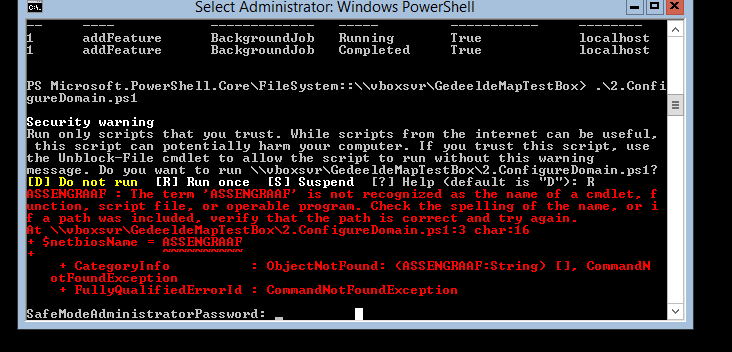 Select Administrator: Windows PowerShell
-- ---- ------------- ----- ----------- --------
1 addFeature BackgroundJob Running True localhost
1 addFeature BackgroundJob Completed True localhost
PS Microsoft.PowerShell.Core\FileSystem::\\vboxsvr\GedeeldeMapTestBox> .\2.Confi
gureDomain.ps1
Security warning
Run only scripts that you trust. While scripts from the internet can be useful,
this script can potentially harm your computer. If you trust this script, use
the Unblock-File cmdlet to allow the script to run without this warning
message. Do you want to run \\vboxsvr\GedeeldeMapTestBox\2.ConfigureDomain.ps1?
[D] Do not run [R] Run once [S] Suspend [?] Help (default is "D"): R
ASSENGRAAF : The term 'ASSENGRAAF' is not recognized as the name of a cmdlet, f
unction, script file, or operable program. Check the spelling of the name, or i
f a path was included, verify that the path is correct and try again.
At \\vboxsvr\GedeeldeMapTestBox\2.ConfigureDomain.ps1:3 char:16
+ $netbiosName = ASSENGRAAF
+ ~~~~~~~~~~
+ CategoryInfo : ObjectNotFound: (ASSENGRAAF:String) [], CommandN
otFoundException
+ FullyQualifiedErrorId : CommandNotFoundException
SafeModeAdministratorPassword: _